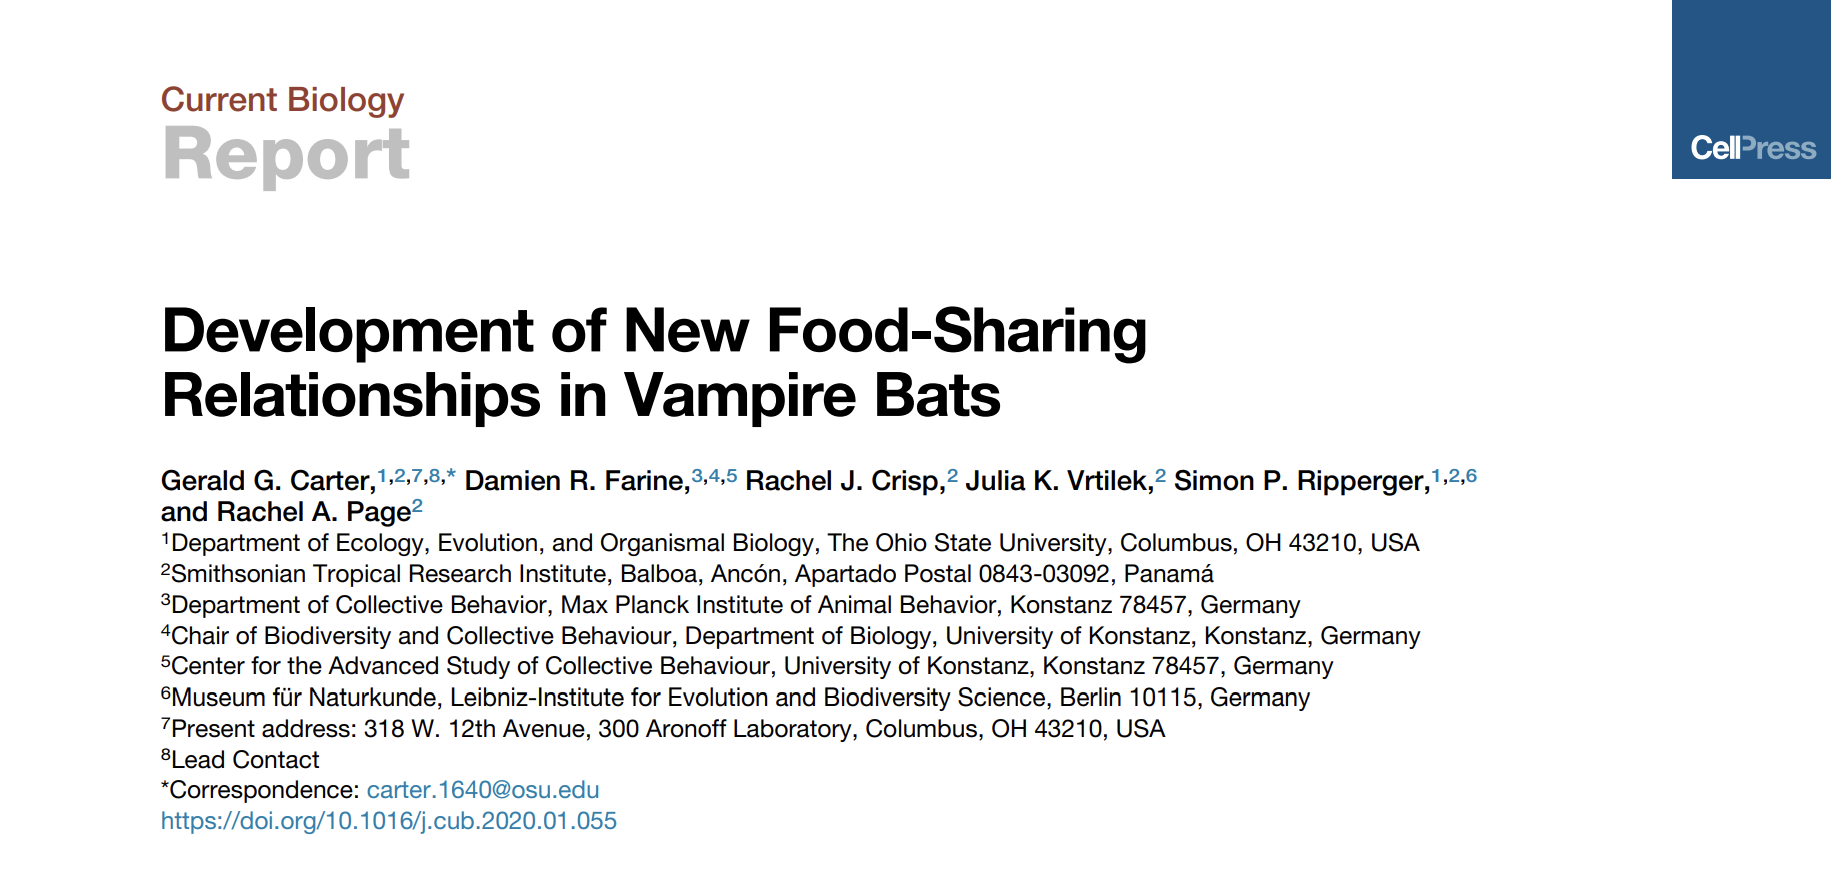 Current Biology
Report
CellPress
Development of New Food-Sharing
Relationships in Vampire Bats
Gerald G. Carter,1,2,7,8,* Damien R. Farine,3,4,5 Rachel J. Crisp,2 Julia K. Vrtilek,2 Simon P. Ripperger,1,2,6
and Rachel A. Page2
1Department of Ecology, Evolution, and Organismal Biology, The Ohio State University, Columbus, OH 43210, USA
2Smithsonian Tropical Research Institute, Balboa, Ancón, Apartado Postal 0843-03092, Panamá
3Department of Collective Behavior, Max Planck Institute of Animal Behavior, Konstanz 78457, Germany
4Chair of Biodiversity and Collective Behaviour, Department of Biology, University of Konstanz, Konstanz, Germany
5Center for the Advanced Study of Collective Behaviour, University of Konstanz, Konstanz 78457, Germany
6Museum für Naturkunde, Leibniz-Institute for Evolution and Biodiversity Science, Berlin 10115, Germany
7Present address: 318 W. 12th Avenue, 300 Aronoff Laboratory, Columbus, OH 43210, USA
8Lead Contact
*Correspondence: carter.1640@osu.edu
https://doi.org/10.1016/j.cub.2020.01.055